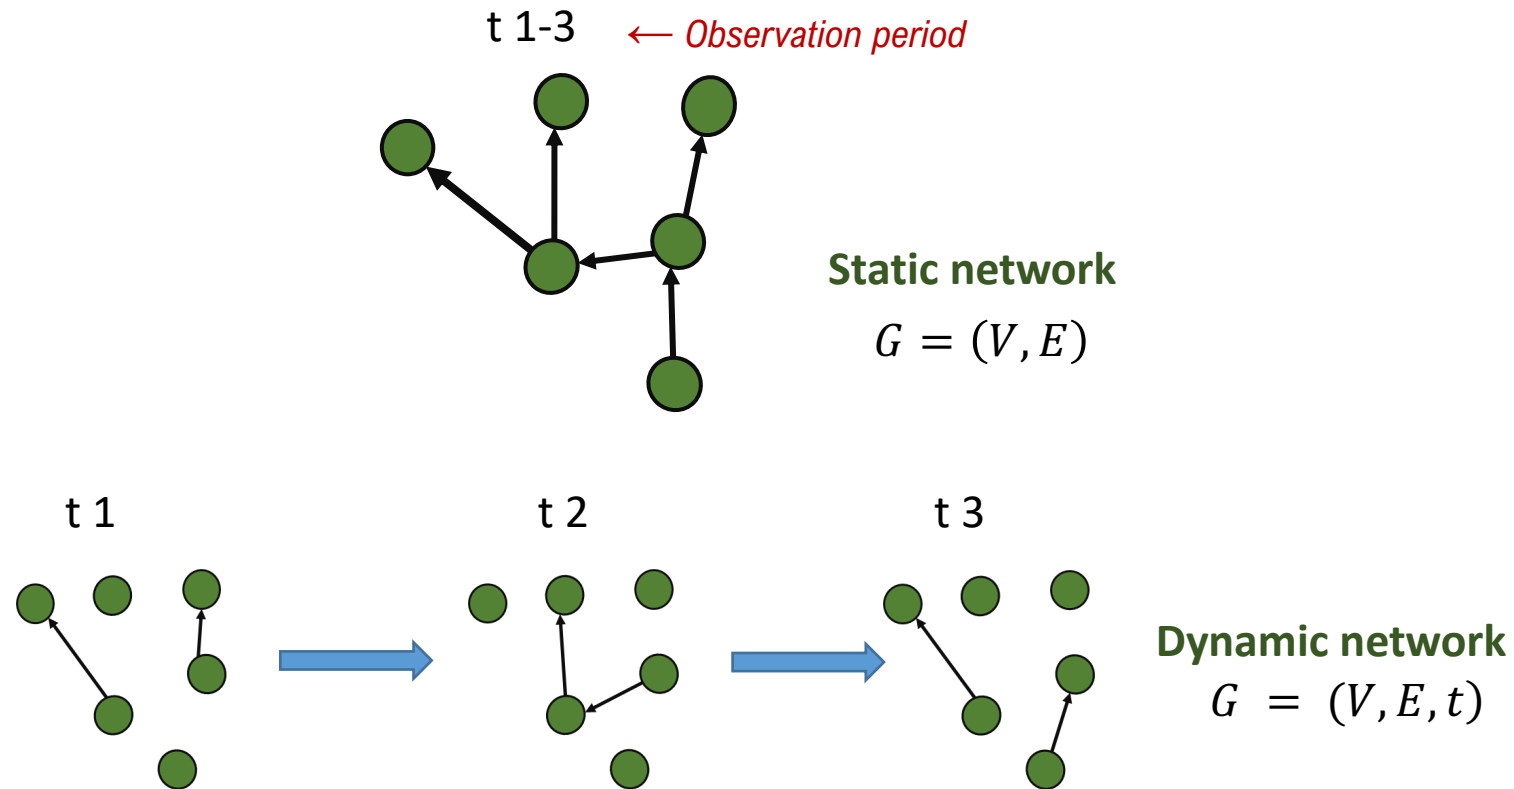 t 1-3
← Observation period
Static network
G = (V, E)
t 1
t 2
t 3
Dynamic network
G = (V, E, t)